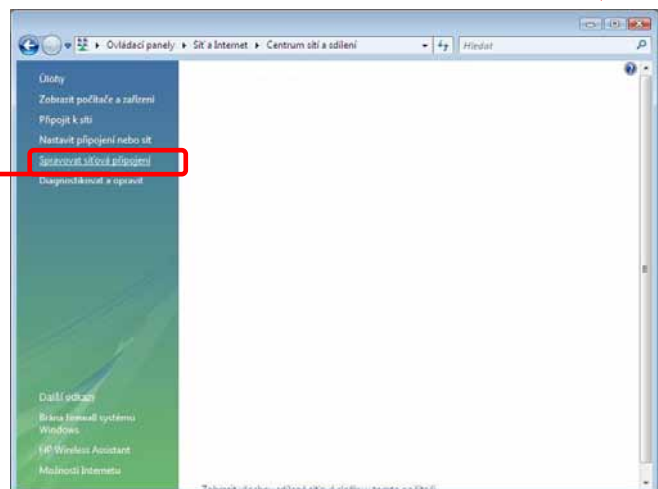 Ovládací panely ▸ Síť a Internet ▸ Centrum sítí a sdílení
Hledat
Úlohy
Zobrazit počítače a zařízení
Připojit k síti
Nastavit připojení nebo síť
Spravovat síťová připojení
Diagnostikovat a opravit
Další odkazy
Brána firewall systému
Windows
HP Wireless Assistant
Možnosti Internetu